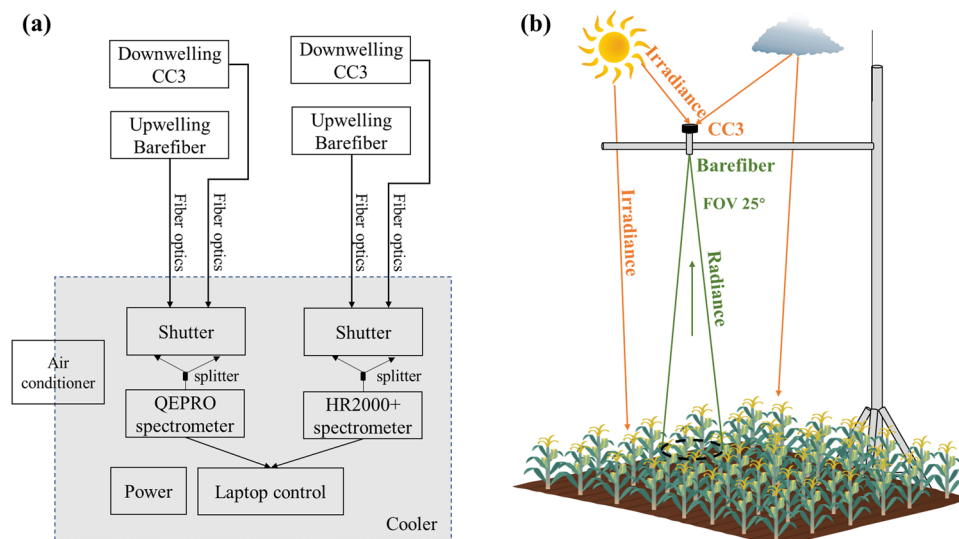 (a)
Downwelling
CC3
Downwelling
CC3
Upwelling
Barefiber
Upwelling
Barefiber
Fiber optics
Fiber optics
Fiber optics
Fiber optics
Shutter
Shutter
Air
conditioner
splitter
splitter
QEPRO
spectrometer
HR2000+
spectrometer
Power
Laptop control
Cooler
(b)
Irradiance
CC3
Barefiber
FOV 25°
Irradiance
Radiance